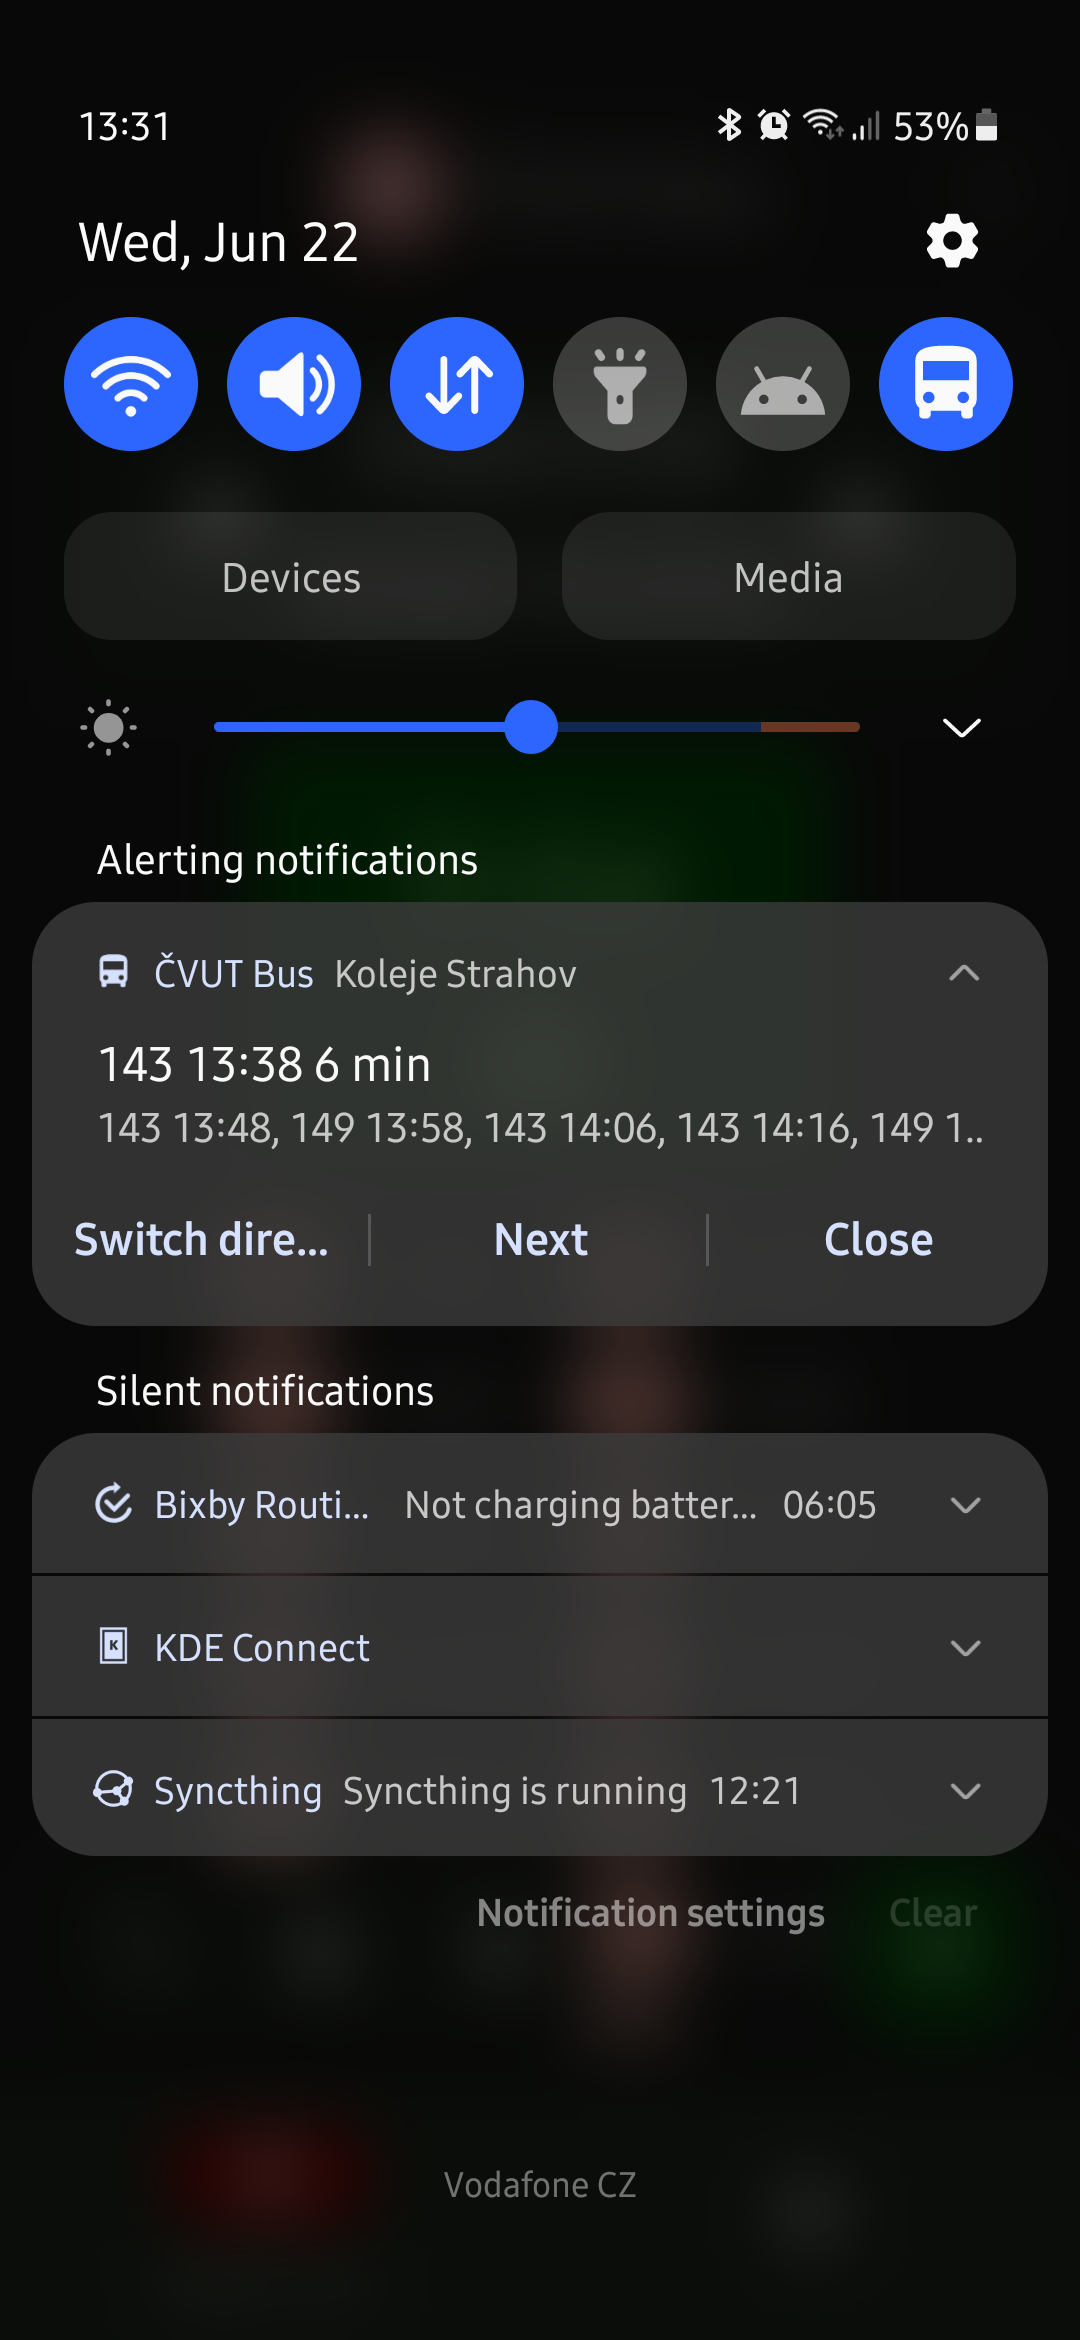 13:31 53%
Wed, Jun 22
Devices Media
Alerting notifications
ČVUT Bus Koleje Strahov
143 13:38 6 min
143 13:48, 149 13:58, 143 14:06, 143 14:16, 149 1..
Switch dire... Next Close
Silent notifications
Bixby Routi... Not charging batter... 06:05
K KDE Connect
Syncthing Syncthing is running 12:21
Notification settings Clear
Vodafone CZ